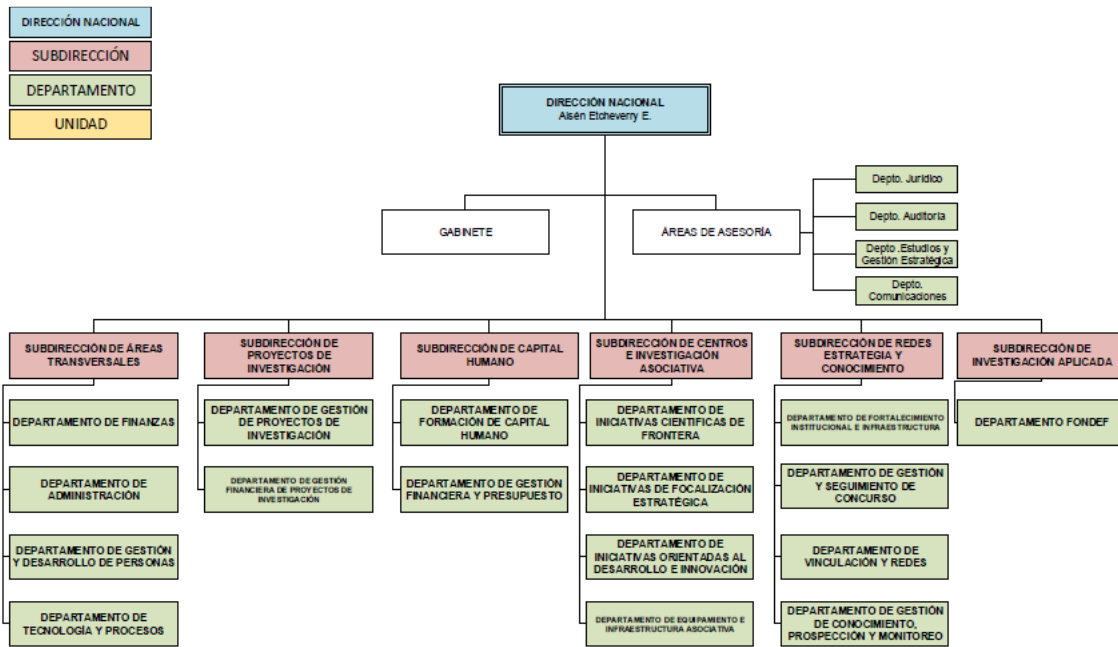 DIRECCIÓN NACIONAL
SUBDIRECCIÓN
DEPARTAMENTO
UNIDAD
DIRECCIÓN NACIONAL
Aisén Etcheverry E.
GABINETE
ÁREAS DE ASESORÍA
Depto. Jurídico
Depto. Auditoría
Depto .Estudios y
Gestión Estratégica
Depto.
Comunicaciones
SUBDIRECCIÓN DE ÁREAS
TRANSVERSALES
DEPARTAMENTO DE FINANZAS
DEPARTAMENTO DE
ADMINISTRACIÓN
DEPARTAMENTO DE GESTIÓN
Y DESARROLLO DE PERSONAS
DEPARTAMENTO DE
TECNOLOGÍA Y PROCESOS
SUBDIRECCIÓN DE
PROYECTOS DE
INVESTIGACIÓN
DEPARTAMENTO DE GESTIÓN
DE PROYECTOS DE
INVESTIGACIÓN
DEPARTAMENTO DE GESTIÓN
FINANCIERA DE PROYECTOS DE
INVESTIGACIÓN
SUBDIRECCIÓN DE CAPITAL
HUMANO
DEPARTAMENTO DE
FORMACIÓN DE CAPITAL
HUMANO
DEPARTAMENTO DE GESTIÓN
FINANCIERA Y PRESUPUESTO
SUBDIRECCIÓN DE CENTROS
E INVESTIGACIÓN
ASOCIATIVA
DEPARTAMENTO DE
INICIATIVAS CIENTIFICAS DE
FRONTERA
DEPARTAMENTO DE
INICIATIVAS DE FOCALIZACIÓN
ESTRATÉGICA
DEPARTAMENTO DE
INICIATIVAS ORIENTADAS AL
DESARROLLO E INNOVACIÓN
DEPARTAMENTO DE EQUIPAMIENTO E
INFRAESTRUCTURA ASOCIATIVA
SUBDIRECCIÓN DE REDES
ESTRATEGIA Y
CONOCIMIENTO
DEPARTAMENTO DE FORTALECIMIENTO
INSTITUCIONAL E INFRAESTRUCTURA
DEPARTAMENTO DE GESTIÓN
Y SEGUIMIENTO DE
CONCURSO
DEPARTAMENTO DE
VINCULACIÓN Y REDES
DEPARTAMENTO DE GESTIÓN
DE CONOCIMIENTO,
PROSPECCIÓN Y MONITOREO
SUBDIRECCIÓN DE
INVESTIGACIÓN APLICADA
DEPARTAMENTO FONDEF